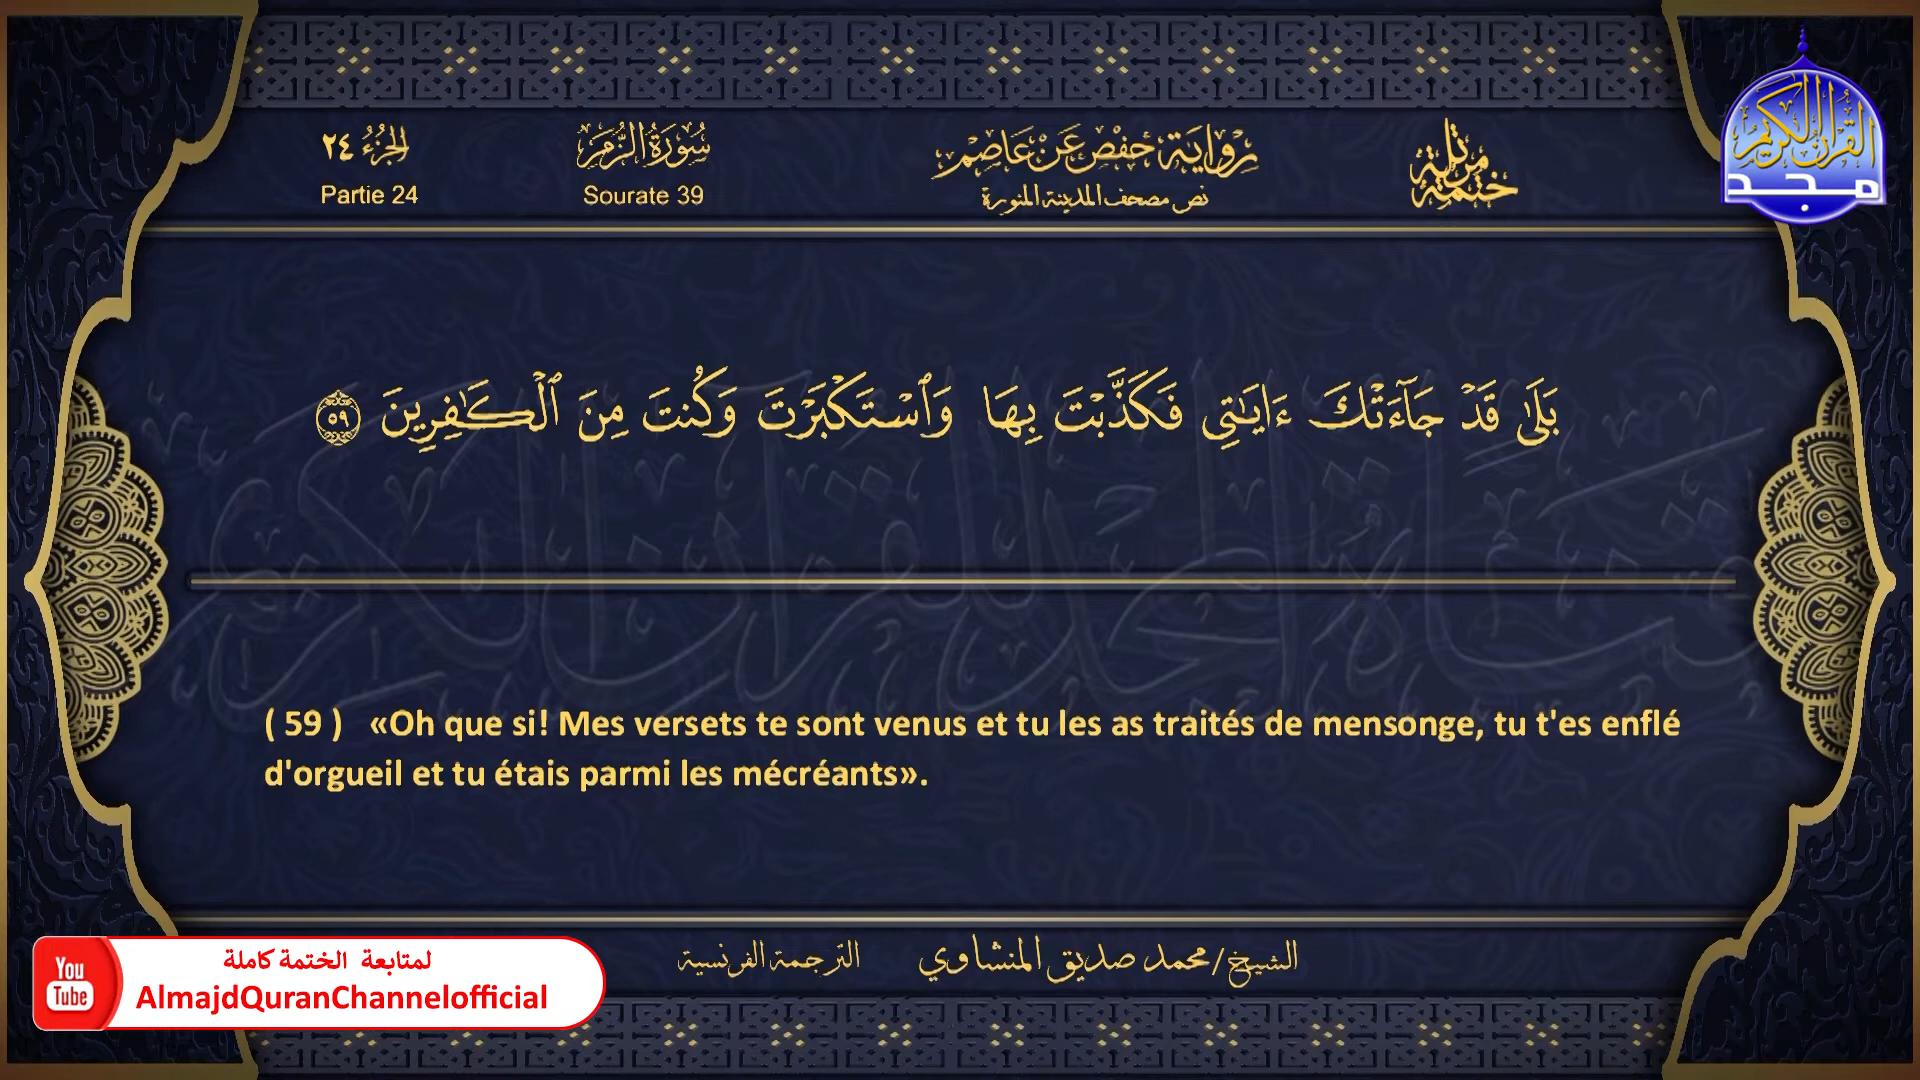 الجزء ٢٤
Partie 24
سورة الزمر
Sourate 39
رواية حفص عن عاصم
نص مصحف المدينة المنورة
ختمة مرتلة
القرآن الكريم
مجد
بَلَىٰ قَدْ جَآءَتْكَ ءَايَٰتِى فَكَذَّبْتَ بِهَا وَٱسْتَكْبَرْتَ وَكُنتَ مِنَ ٱلْكَٰفِرِينَ ٥٩
( 59 ) «Oh que si! Mes versets te sont venus et tu les as traités de mensonge, tu t'es enflé
d'orgueil et tu étais parmi les mécréants».
الشيخ/محمد صديق المنشاوي
الترجمة الفرنسية
You
Tube
لمتابعة الختمة كاملة
AlmajdQuranChannelofficial